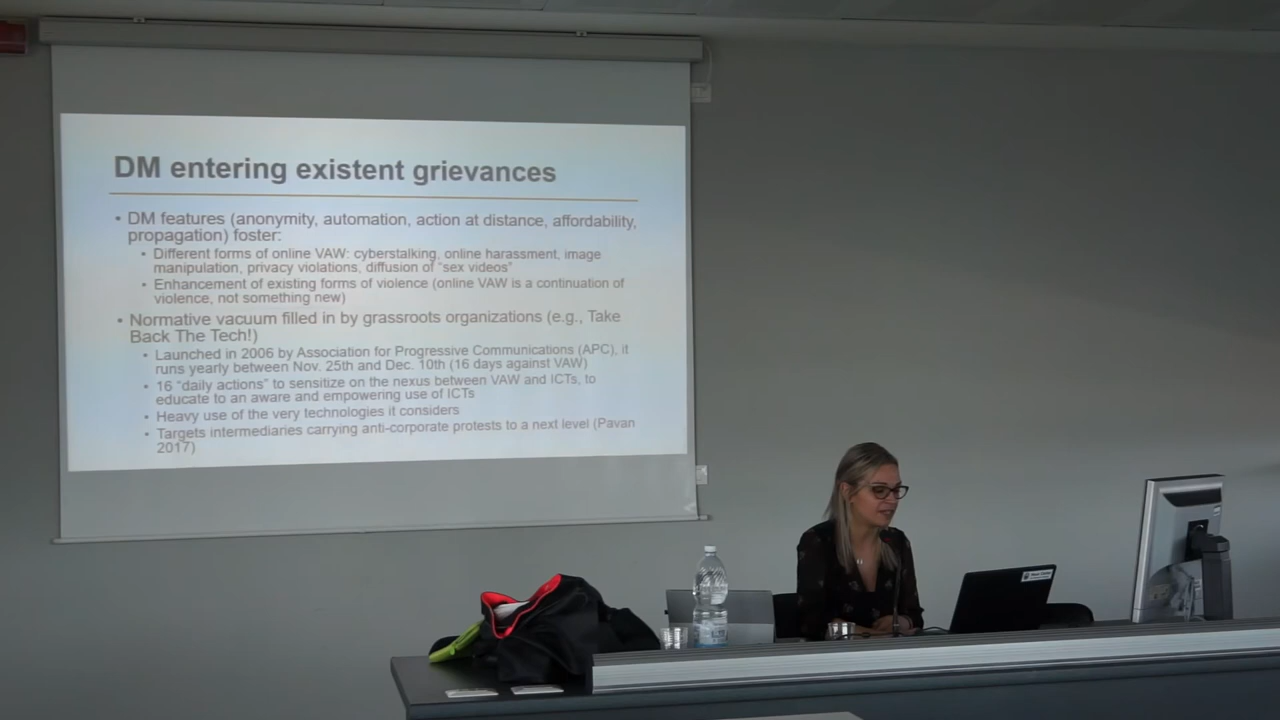 DM entering existent grievances
• DM features (anonymity, automation, action at distance, affordability,
propagation) foster:
• Different forms of online VAW: cyberstalking, online harassment, image
manipulation, privacy violations, diffusion of "sex videos"
• Enhancement of existing forms of violence (online VAW is a continuation of
violence, not something new)
• Normative vacuum filled in by grassroots organizations (e.g., Take
Back The Tech!)
• Launched in 2006 by Association for Progressive Communications (APC), it
runs yearly between Nov. 25th and Dec. 10th (16 days against VAW)
• 16 "daily actions" to sensitize on the nexus between VAW and ICTs, to
educate to an aware and empowering use of ICTs
• Heavy use of the very technologies it considers
• Targets intermediaries carrying anti-corporate protests to a next level (Pavan
2017)